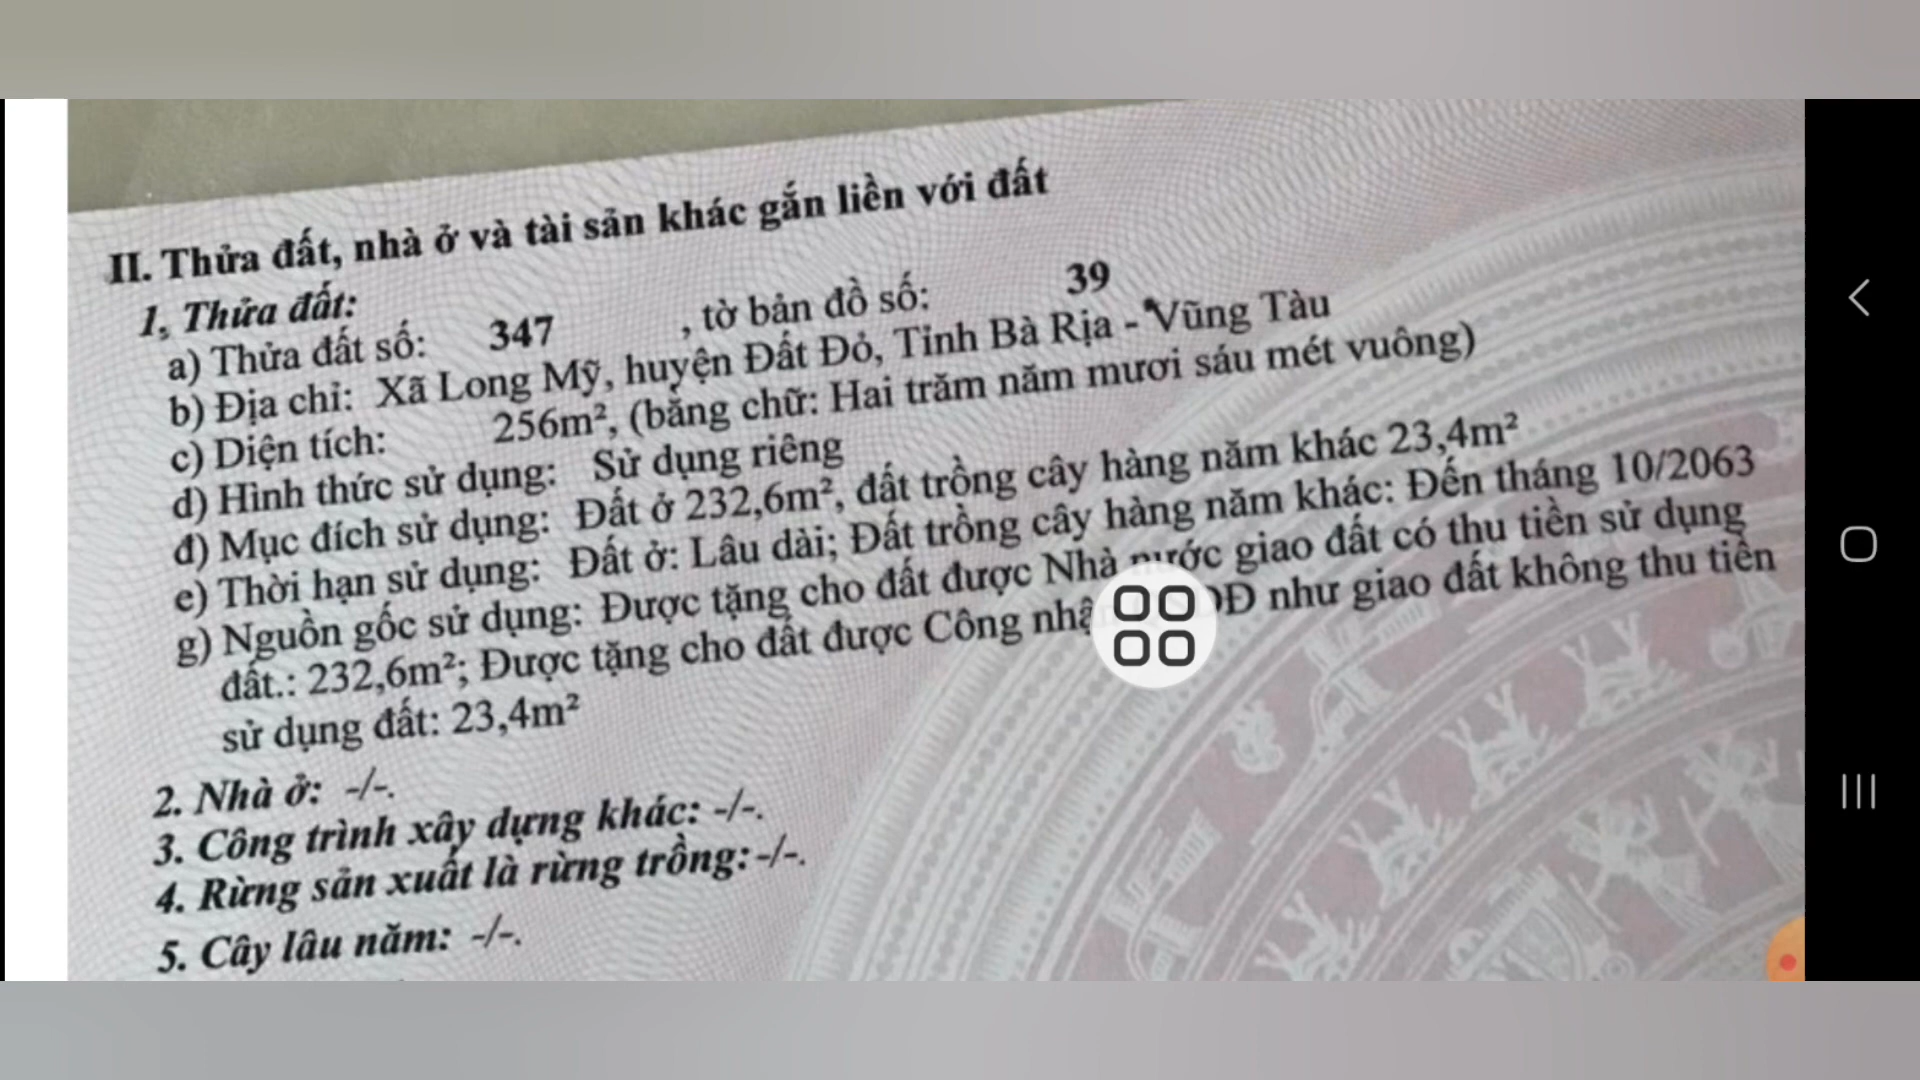 II. Thửa đất, nhà ở và tài sản khác gắn liền với đất
1, Thửa đất:
a) Thửa đất số: 347 , tờ bản đồ số: 39
b) Địa chỉ: Xã Long Mỹ, huyện Đất Đỏ, Tỉnh Bà Rịa - Vũng Tàu
c) Diện tích: 256m², (bằng chữ: Hai trăm năm mươi sáu mét vuông)
d) Hình thức sử dụng: Sử dụng riêng
đ) Mục đích sử dụng: Đất ở 232,6m², đất trồng cây hàng năm khác 23,4m²
e) Thời hạn sử dụng: Đất ở: Lâu dài; Đất trồng cây hàng năm khác: Đến tháng 10/2063
g) Nguồn gốc sử dụng: Được tặng cho đất được Nhà nước giao đất có thu tiền sử dụng
đất.: 232,6m²; Được tặng cho đất được Công như giao đất không thu tiền
sử dụng đất: 23,4m²
2. Nhà ở: -/-.
3. Công trình xây dựng khác: -/-.
4. Rừng sản xuất là rừng trồng: -/-.
5. Cây lâu năm: -/-.